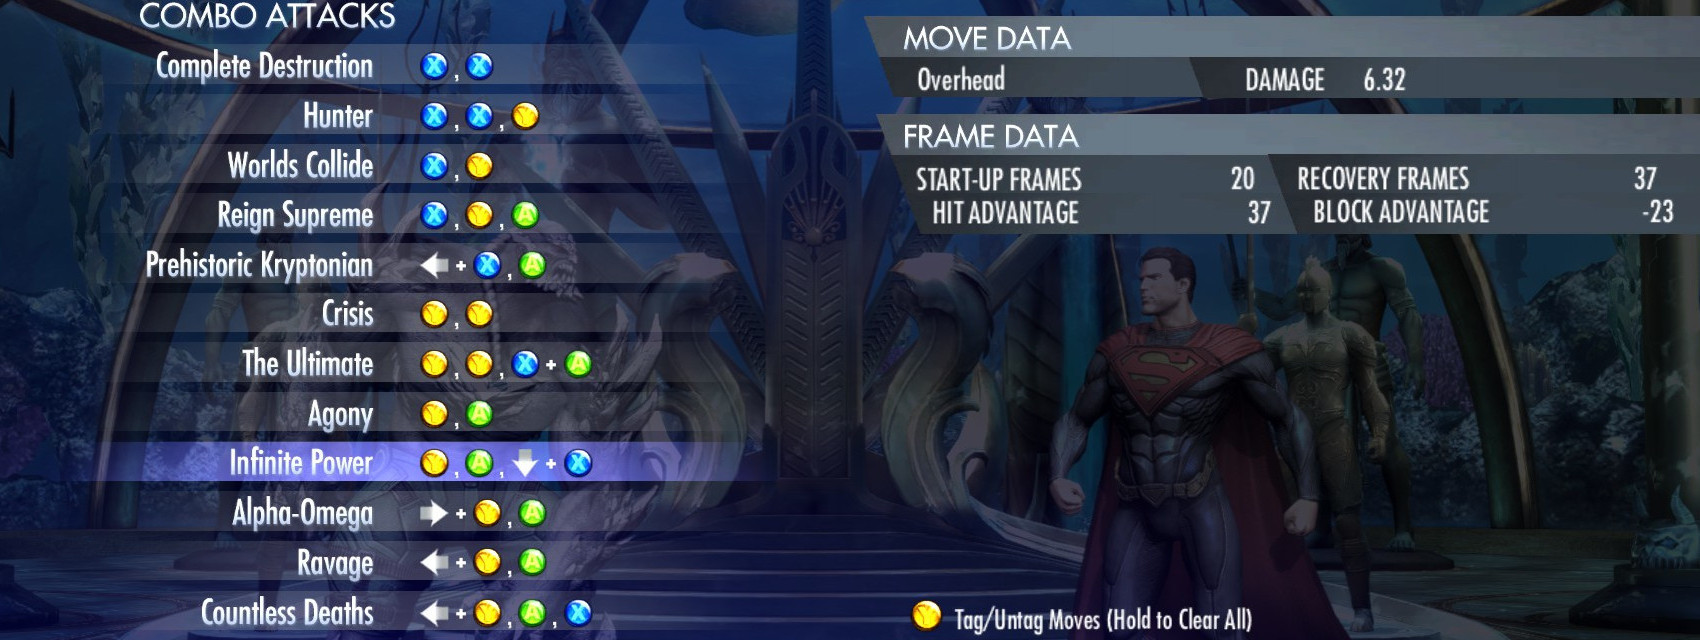 COMBO ATTACKS
Complete Destruction X , X
Hunter X , X , Y
Worlds Collide X , Y
Reign Supreme X , Y , A
Prehistoric Kryptonian + X , A
Crisis Y , Y
The Ultimate Y , Y , X + A
Agony Y , A
Infinite Power Y , A , + X
Alpha-Omega + Y , A
Ravage + Y , A
Countless Deaths + Y , A , X
MOVE DATA
Overhead DAMAGE 6.32
FRAME DATA
START-UP FRAMES 20 RECOVERY FRAMES 37
HIT ADVANTAGE 37 BLOCK ADVANTAGE -23
Y Tag/Untag Moves (Hold to Clear All)